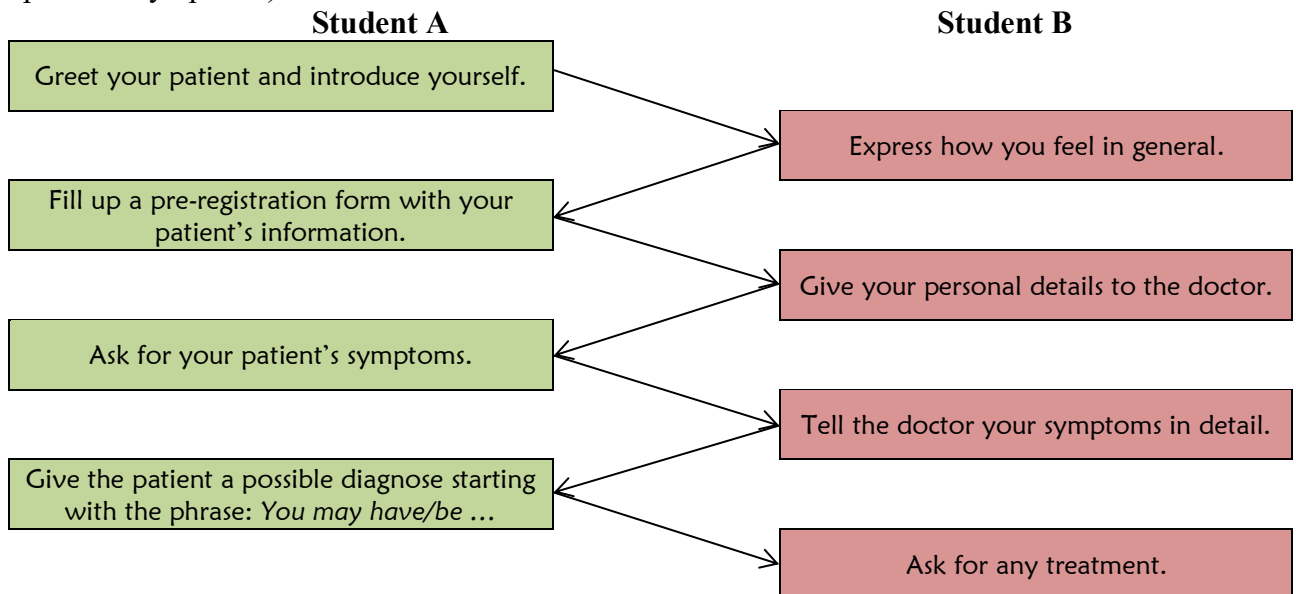 Student A
Student B
Greet your patient and introduce yourself.
Express how you feel in general.
Fill up a pre-registration form with your
patient’s information.
Give your personal details to the doctor.
Ask for your patient’s symptoms.
Tell the doctor your symptoms in detail.
Give the patient a possible diagnose starting
with the phrase: You may have/be …
Ask for any treatment.